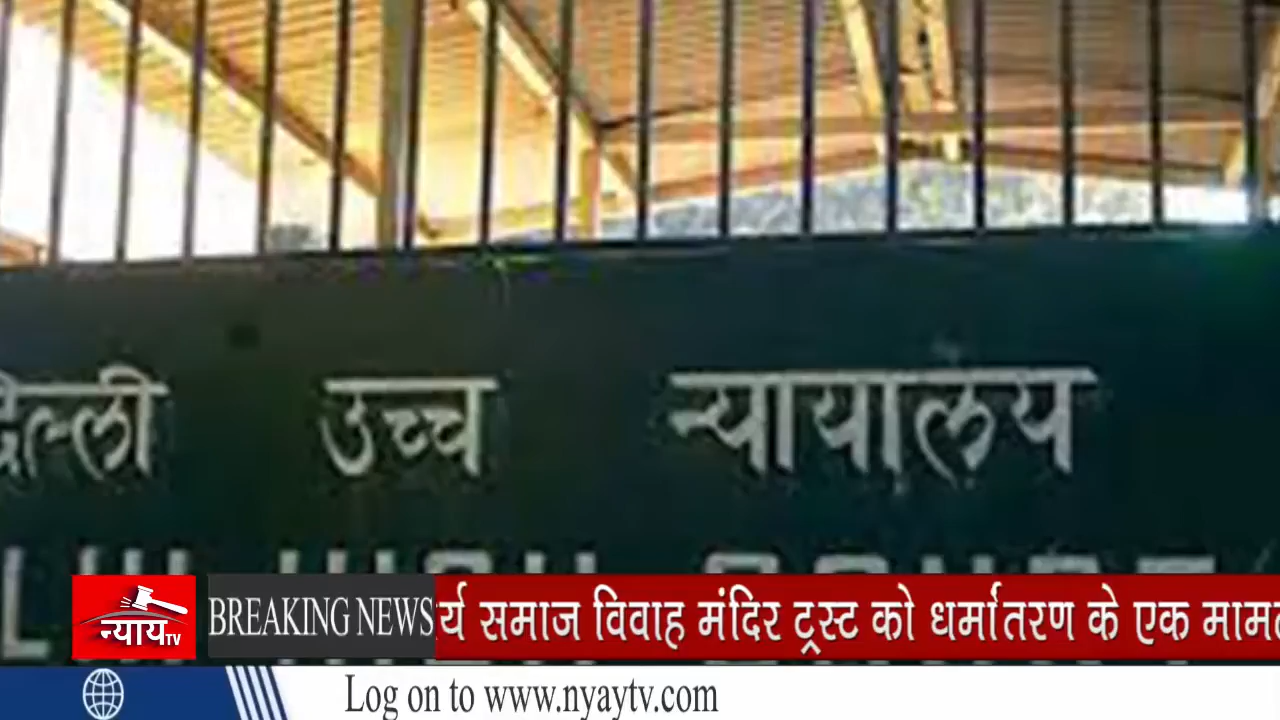 दिल्ली उच्च न्यायालय
न्याय TV
BREAKING NEWS
र्य समाज विवाह मंदिर ट्रस्ट को धर्मातरण के एक
Log on to www.nyaytv.com